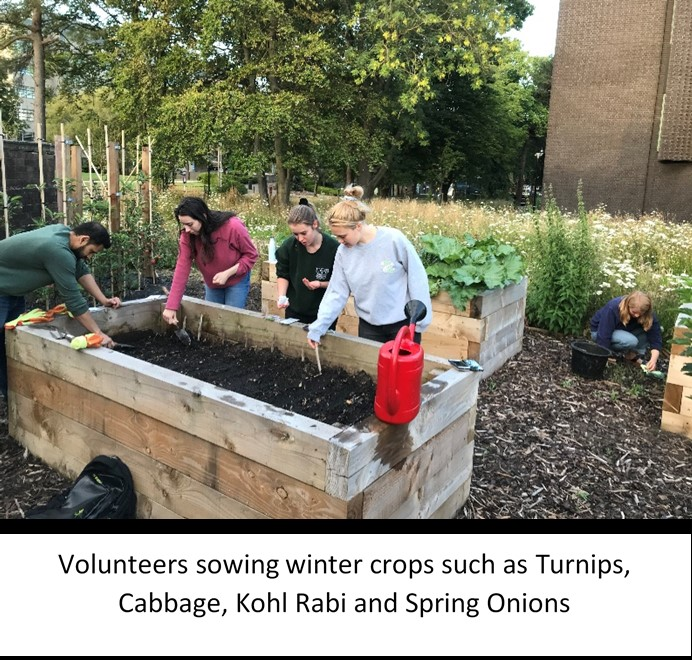 Volunteers sowing winter crops such as Turnips,
Cabbage, Kohl Rabi and Spring Onions